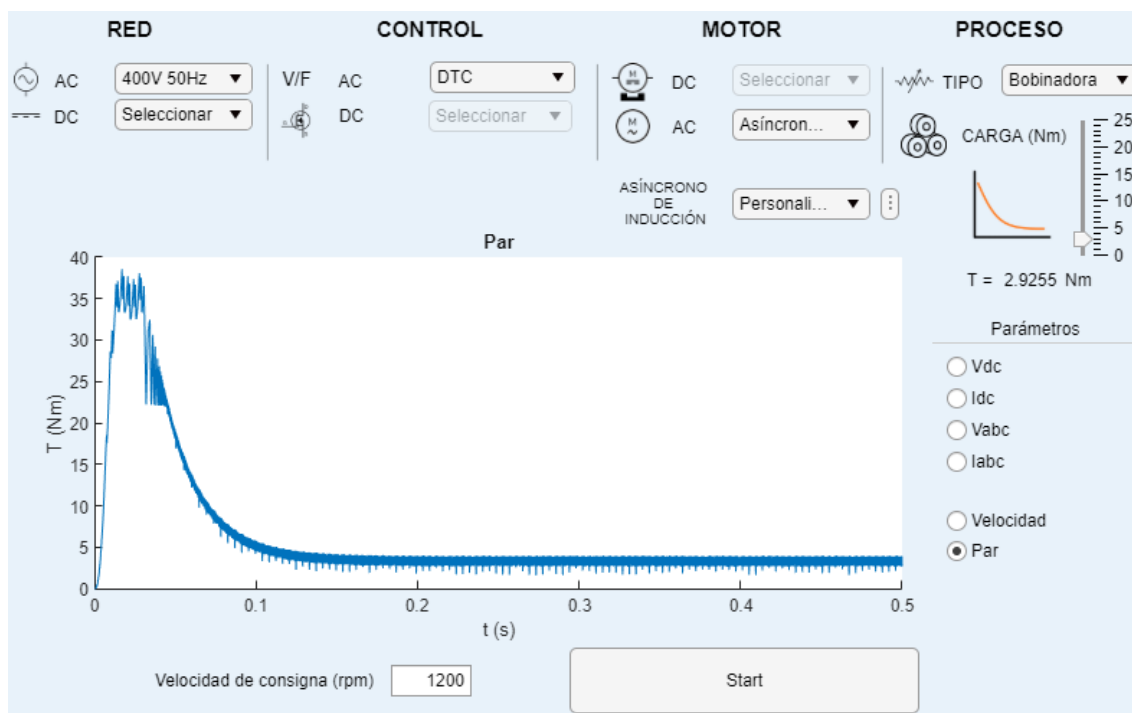 RED
CONTROL
MOTOR
PROCESO
AC 400V 50Hz
DC Seleccionar
V/F AC DTC
DC Seleccionar
DC Seleccionar
AC Asíncron...
ASÍNCRONO
DE
INDUCCIÓN
Personali...
TIPO Bobinadora
CARGA (Nm)
25
20
15
10
5
0
T = 2.9255 Nm
Parámetros
Vdc
Idc
Vabc
Iabc
Velocidad
Par
Par
T (Nm)
40
35
30
25
20
15
10
5
0
0 0.1 0.2 0.3 0.4 0.5
t (s)
Velocidad de consigna (rpm) 1200
Start